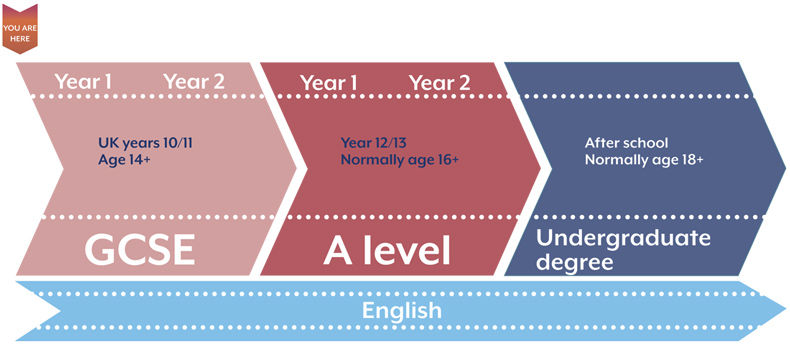 YOU ARE
HERE
Year 1 Year 2
UK years 10/11
Age 14+
GCSE
Year 1 Year 2
Year 12/13
Normally age 16+
A level
After school
Normally age 18+
Undergraduate
degree
English